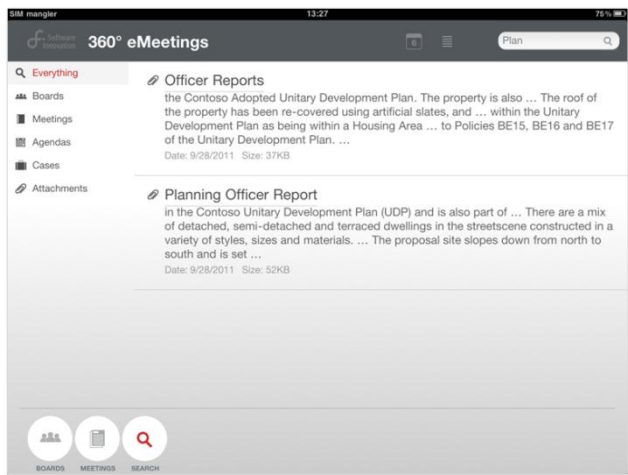 SIM mangler 13:27 75%
Software
Innovation
360° eMeetings
6
Plan
Everything
Boards
Meetings
Agendas
Cases
Attachments
Officer Reports
the Contoso Adopted Unitary Development Plan. The property is also ... The roof of
the property has been re-covered using artificial slates, and ... within the Unitary
Development Plan as being within a Housing Area ... to Policies BE15, BE16 and BE17
of the Unitary Development Plan. ...
Date: 9/28/2011 Size: 37KB
Planning Officer Report
in the Contoso Unitary Development Plan (UDP) and is also part of ... There are a mix
of detached, semi-detached and terraced dwellings in the streetscene constructed in a
variety of styles, sizes and materials. ... The proposal site slopes down from north to
south and is set ...
Date: 9/28/2011 Size: 52KB
BOARDS MEETINGS SEARCH